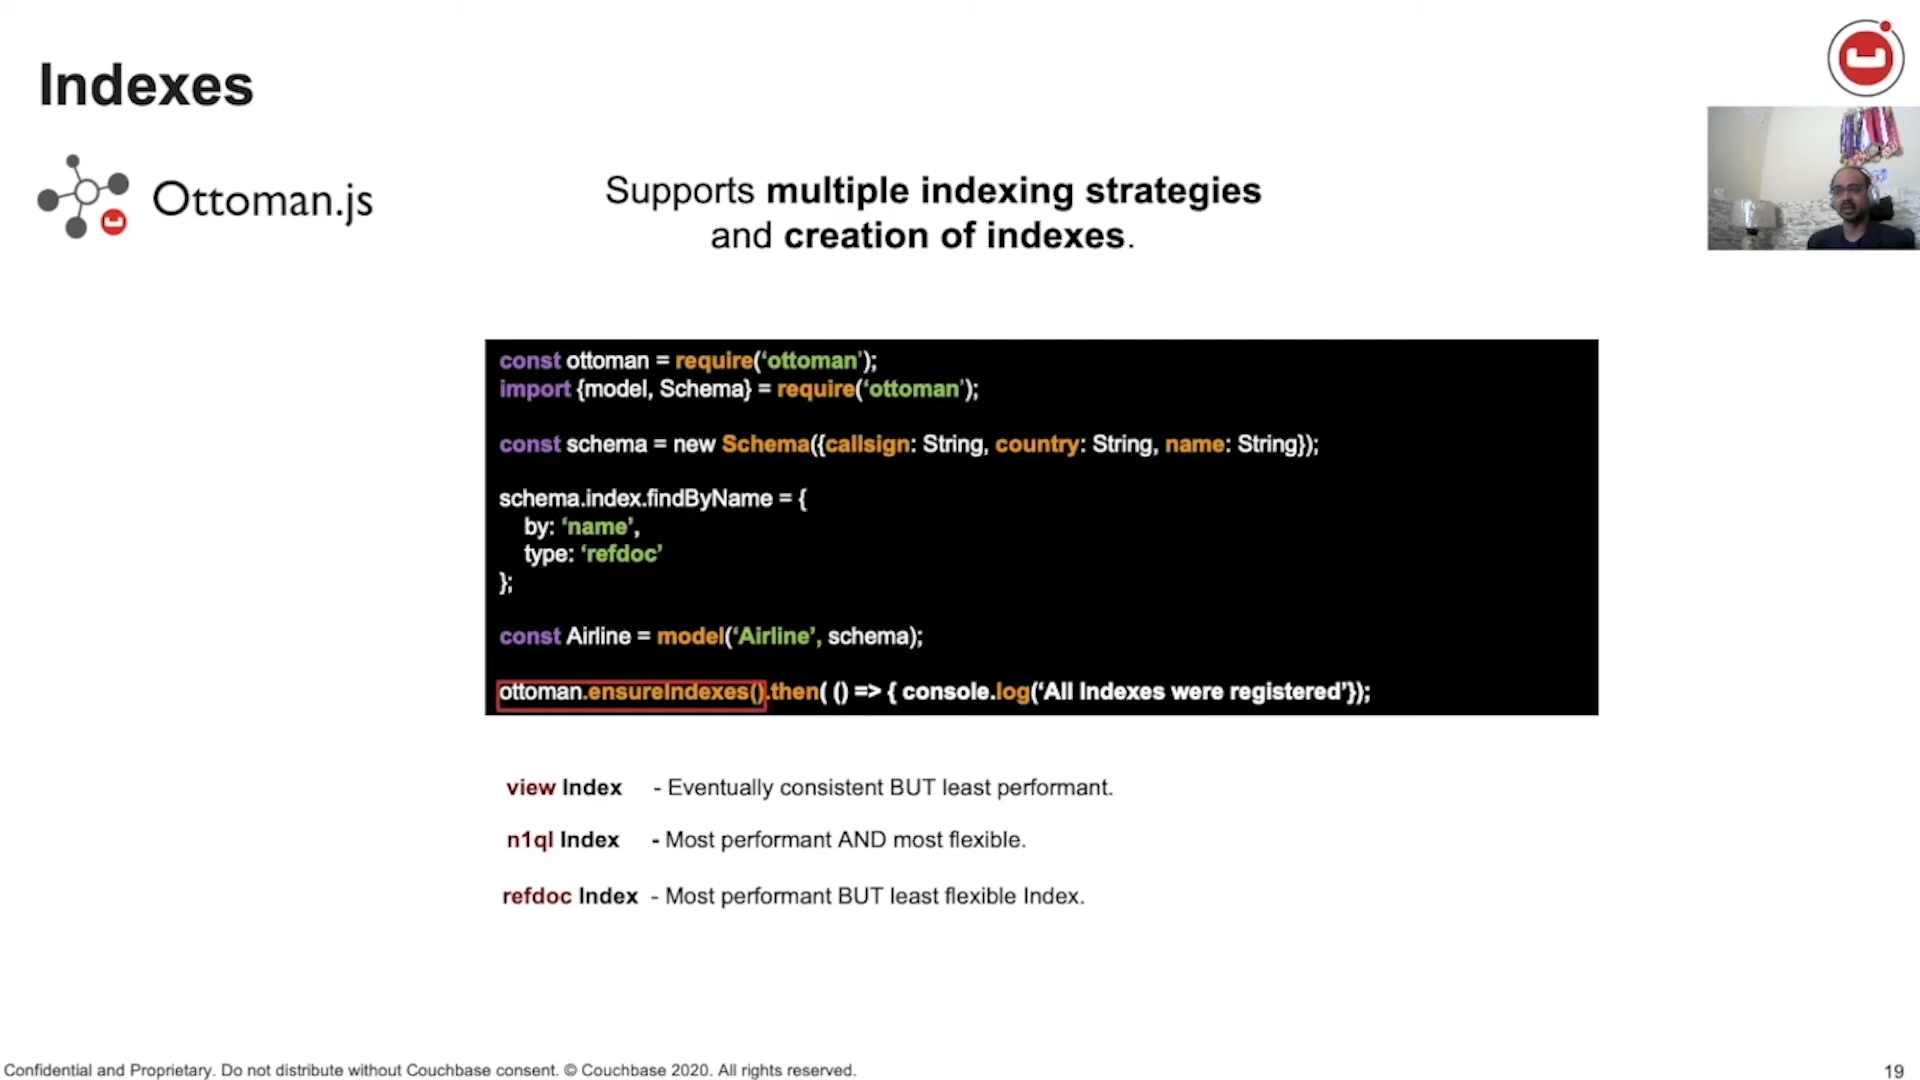 Indexes
Ottoman.js
Supports multiple indexing strategies
and creation of indexes.
const ottoman = require(‘ottoman’);
import {model, Schema} = require(‘ottoman’);
const schema = new Schema({callsign: String, country: String, name: String});
schema.index.findByName = {
by: ‘name’,
type: ‘refdoc’
};
const Airline = model(‘Airline’, schema);
ottoman.ensureIndexes().then( () => { console.log(‘All Indexes were registered’});
view Index - Eventually consistent BUT least performant.
n1ql Index - Most performant AND most flexible.
refdoc Index - Most performant BUT least flexible Index.
Confidential and Proprietary. Do not distribute without Couchbase consent. © Couchbase 2020. All rights reserved.
19